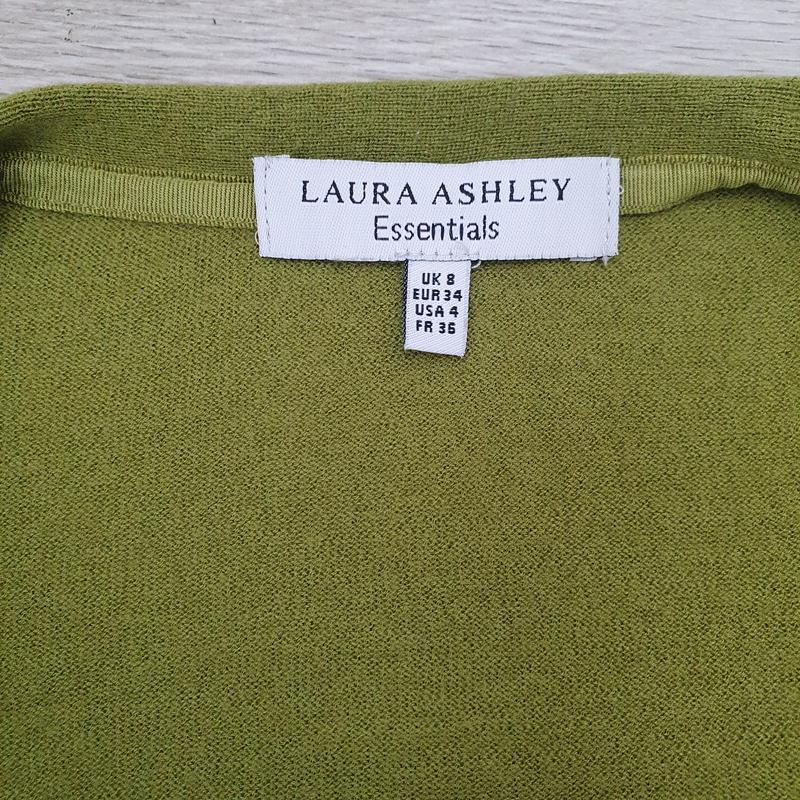 LAURA ASHLEY
Essentials
UK 8
EUR 34
USA 4
FR 36